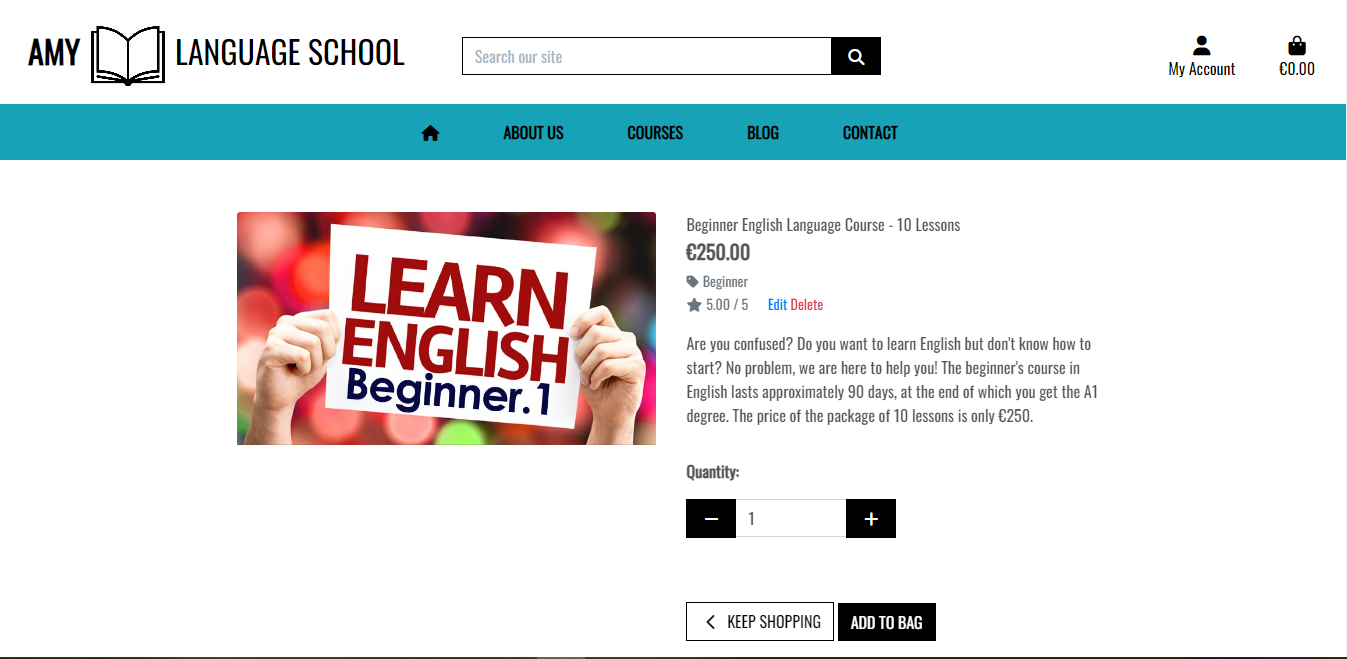 AMY LANGUAGE SCHOOL
Search our site
My Account
€0.00
ABOUT US COURSES BLOG CONTACT
LEARN
ENGLISH
Beginner.1
Beginner English Language Course - 10 Lessons
€250.00
Beginner
5.00 / 5 Edit Delete
Are you confused? Do you want to learn English but don't know how to
start? No problem, we are here to help you! The beginner's course in
English lasts approximately 90 days, at the end of which you get the A1
degree. The price of the package of 10 lessons is only €250.
Quantity:
1
KEEP SHOPPING ADD TO BAG